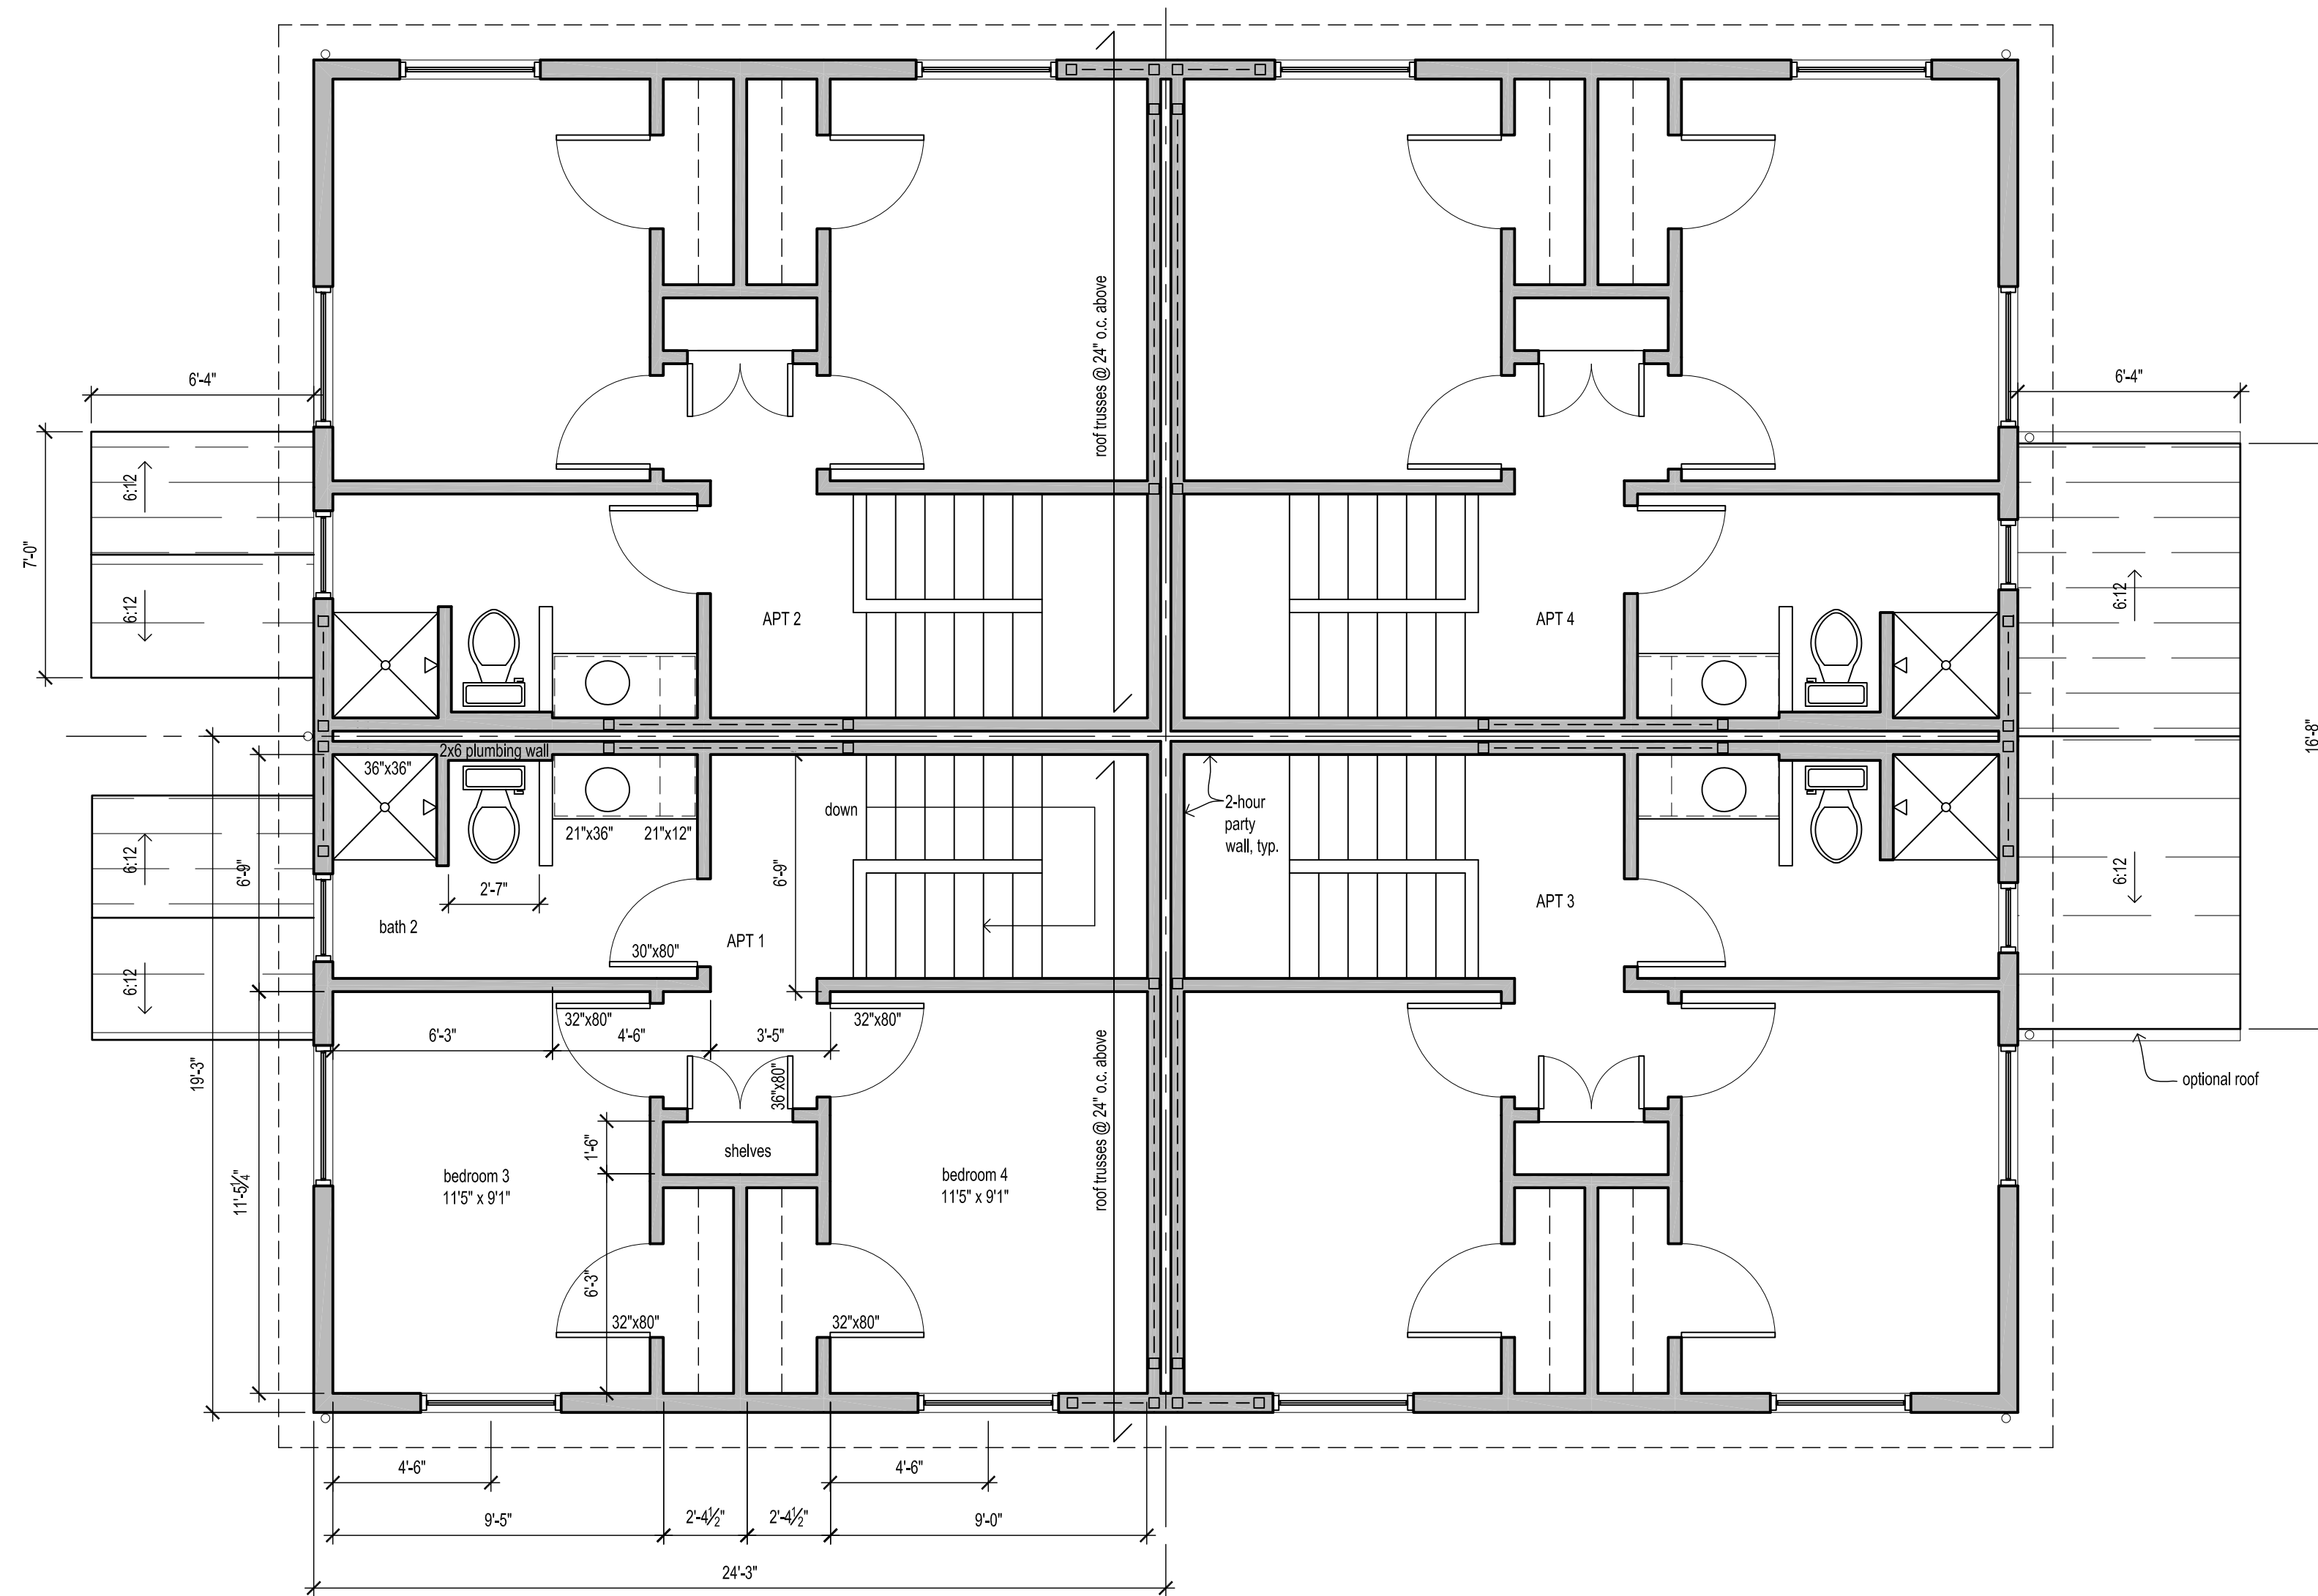 roof trusses @ 24" o.c. above
6'-4"
6'-4"
6:12
7'-0"
6:12
6:12
APT 2
APT 4
16'-8"
2x6 plumbing wall
36"x36"
down
2-hour
party
wall, typ.
21"x36"
21"x12"
6:12
6'-9"
6'-9"
6:12
2'-7"
bath 2
APT 1
APT 3
30"x80"
6:12
32"x80"
32"x80"
6'-3"
4'-6"
3'-5"
19'-3"
36"x80"
roof trusses @ 24" o.c. above
optional roof
1'-6"
shelves
11'-5¼"
bedroom 3
11'5" x 9'1"
bedroom 4
11'5" x 9'1"
6'-3"
32"x80"
32"x80"
4'-6"
4'-6"
9'-5"
2'-4½"
2'-4½"
9'-0"
24'-3"